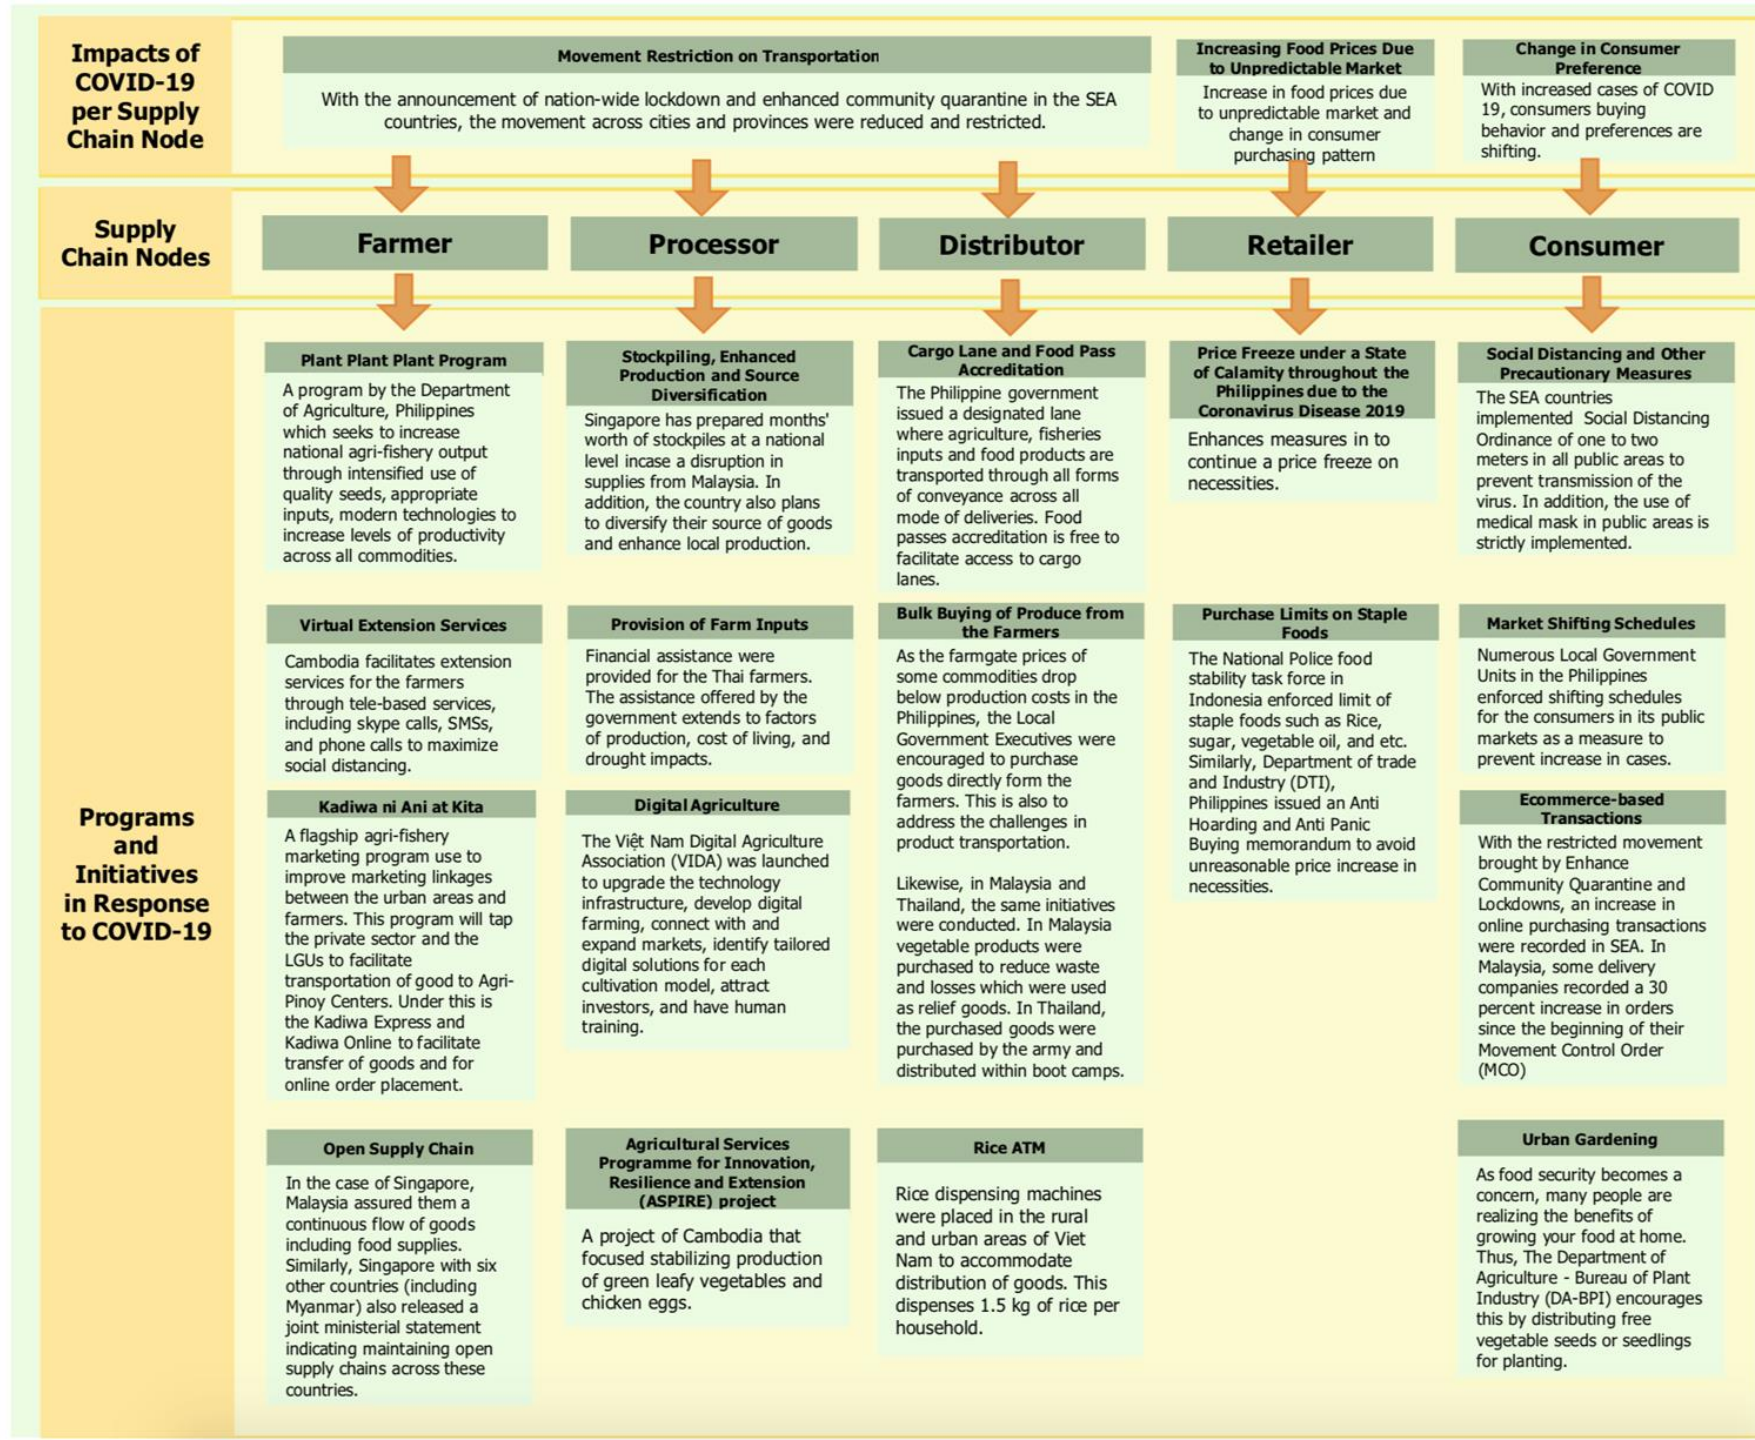 Impacts of
COVID-19
per Supply
Chain Node
Movement Restriction on Transportation
With the announcement of nation-wide lockdown and enhanced community quarantine in the SEA
countries, the movement across cities and provinces were reduced and restricted.
Increasing Food Prices Due
to Unpredictable Market
Increase in food prices due
to unpredictable market and
change in consumer
purchasing pattern
Change in Consumer
Preference
With increased cases of COVID
19, consumers buying
behavior and preferences are
shifting.
Supply
Chain Nodes
Farmer
Processor
Distributor
Retailer
Consumer
Programs
and
Initiatives
in Response
to COVID-19
Plant Plant Plant Program
A program by the Department
of Agriculture, Philippines
which seeks to increase
national agri-fishery output
through intensified use of
quality seeds, appropriate
inputs, modern technologies to
increase levels of productivity
across all commodities.
Virtual Extension Services
Cambodia facilitates extension
services for the farmers
through tele-based services,
including skype calls, SMSs,
and phone calls to maximize
social distancing.
Kadiwa ni Ani at Kita
A flagship agri-fishery
marketing program use to
improve marketing linkages
between the urban areas and
farmers. This program will tap
the private sector and the
LGUs to facilitate
transportation of good to Agri-
Pinoy Centers. Under this is
the Kadiwa Express and
Kadiwa Online to facilitate
transfer of goods and for
online order placement.
Open Supply Chain
In the case of Singapore,
Malaysia assured them a
continuous flow of goods
including food supplies.
Similarly, Singapore with six
other countries (including
Myanmar) also released a
joint ministerial statement
indicating maintaining open
supply chains across these
countries.
Stockpiling, Enhanced
Production and Source
Diversification
Singapore has prepared months'
worth of stockpiles at a national
level incase a disruption in
supplies from Malaysia. In
addition, the country also plans
to diversify their source of goods
and enhance local production.
Provision of Farm Inputs
Financial assistance were
provided for the Thai farmers.
The assistance offered by the
government extends to factors
of production, cost of living, and
drought impacts.
Digital Agriculture
The Việt Nam Digital Agriculture
Association (VIDA) was launched
to upgrade the technology
infrastructure, develop digital
farming, connect with and
expand markets, identify tailored
digital solutions for each
cultivation model, attract
investors, and have human
training.
Agricultural Services
Programme for Innovation,
Resilience and Extension
(ASPIRE) project
A project of Cambodia that
focused stabilizing production
of green leafy vegetables and
chicken eggs.
Cargo Lane and Food Pass
Accreditation
The Philippine government
issued a designated lane
where agriculture, fisheries
inputs and food products are
transported through all forms
of conveyance across all
mode of deliveries. Food
passes accreditation is free to
facilitate access to cargo
lanes.
Bulk Buying of Produce from
the Farmers
As the farmgate prices of
some commodities drop
below production costs in the
Philippines, the Local
Government Executives were
encouraged to purchase
goods directly form the
farmers. This is also to
address the challenges in
product transportation.
Likewise, in Malaysia and
Thailand, the same initiatives
were conducted. In Malaysia
vegetable products were
purchased to reduce waste
and losses which were used
as relief goods. In Thailand,
the purchased goods were
purchased by the army and
distributed within boot camps.
Rice ATM
Rice dispensing machines
were placed in the rural
and urban areas of Viet
Nam to accommodate
distribution of goods. This
dispenses 1.5 kg of rice per
household.
Price Freeze under a State
of Calamity throughout the
Philippines due to the
Coronavirus Disease 2019
Enhances measures in to
continue a price freeze on
necessities.
Purchase Limits on Staple
Foods
The National Police food
stability task force in
Indonesia enforced limit of
staple foods such as Rice,
sugar, vegetable oil, and etc.
Similarly, Department of trade
and Industry (DTI),
Philippines issued an Anti
Hoarding and Anti Panic
Buying memorandum to avoid
unreasonable price increase in
necessities.
Social Distancing and Other
Precautionary Measures
The SEA countries
implemented Social Distancing
Ordinance of one to two
meters in all public areas to
prevent transmission of the
virus. In addition, the use of
medical mask in public areas is
strictly implemented.
Market Shifting Schedules
Numerous Local Government
Units in the Philippines
enforced shifting schedules
for the consumers in its public
markets as a measure to
prevent increase in cases.
Ecommerce-based
Transactions
With the restricted movement
brought by Enhance
Community Quarantine and
Lockdowns, an increase in
online purchasing transactions
were recorded in SEA. In
Malaysia, some delivery
companies recorded a 30
percent increase in orders
since the beginning of their
Movement Control Order
(MCO)
Urban Gardening
As food security becomes a
concern, many people are
realizing the benefits of
growing your food at home.
Thus, The Department of
Agriculture - Bureau of Plant
Industry (DA-BPI) encourages
this by distributing free
vegetable seeds or seedlings
for planting.